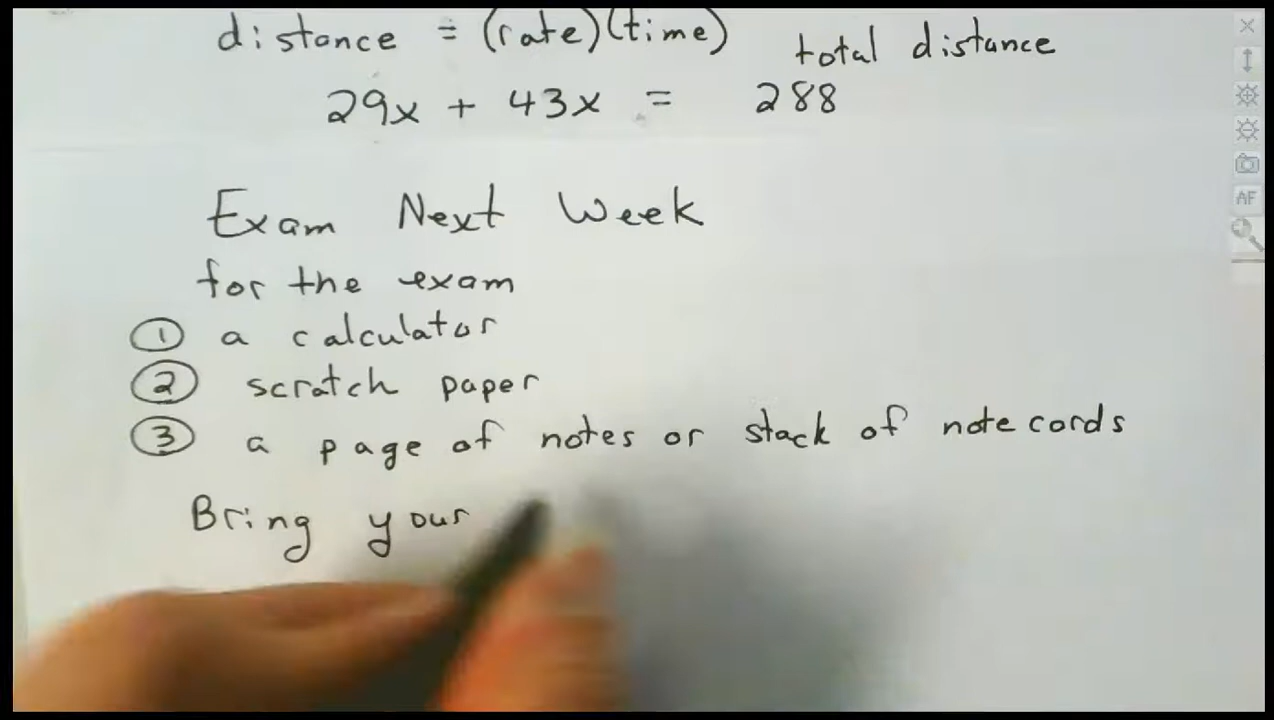 distance = (rate)(time) total distance
29x + 43x = 288
Exam Next Week
for the exam
① a calculator
② scratch paper
③ a page of notes or stack of note cards
Bring your
AF